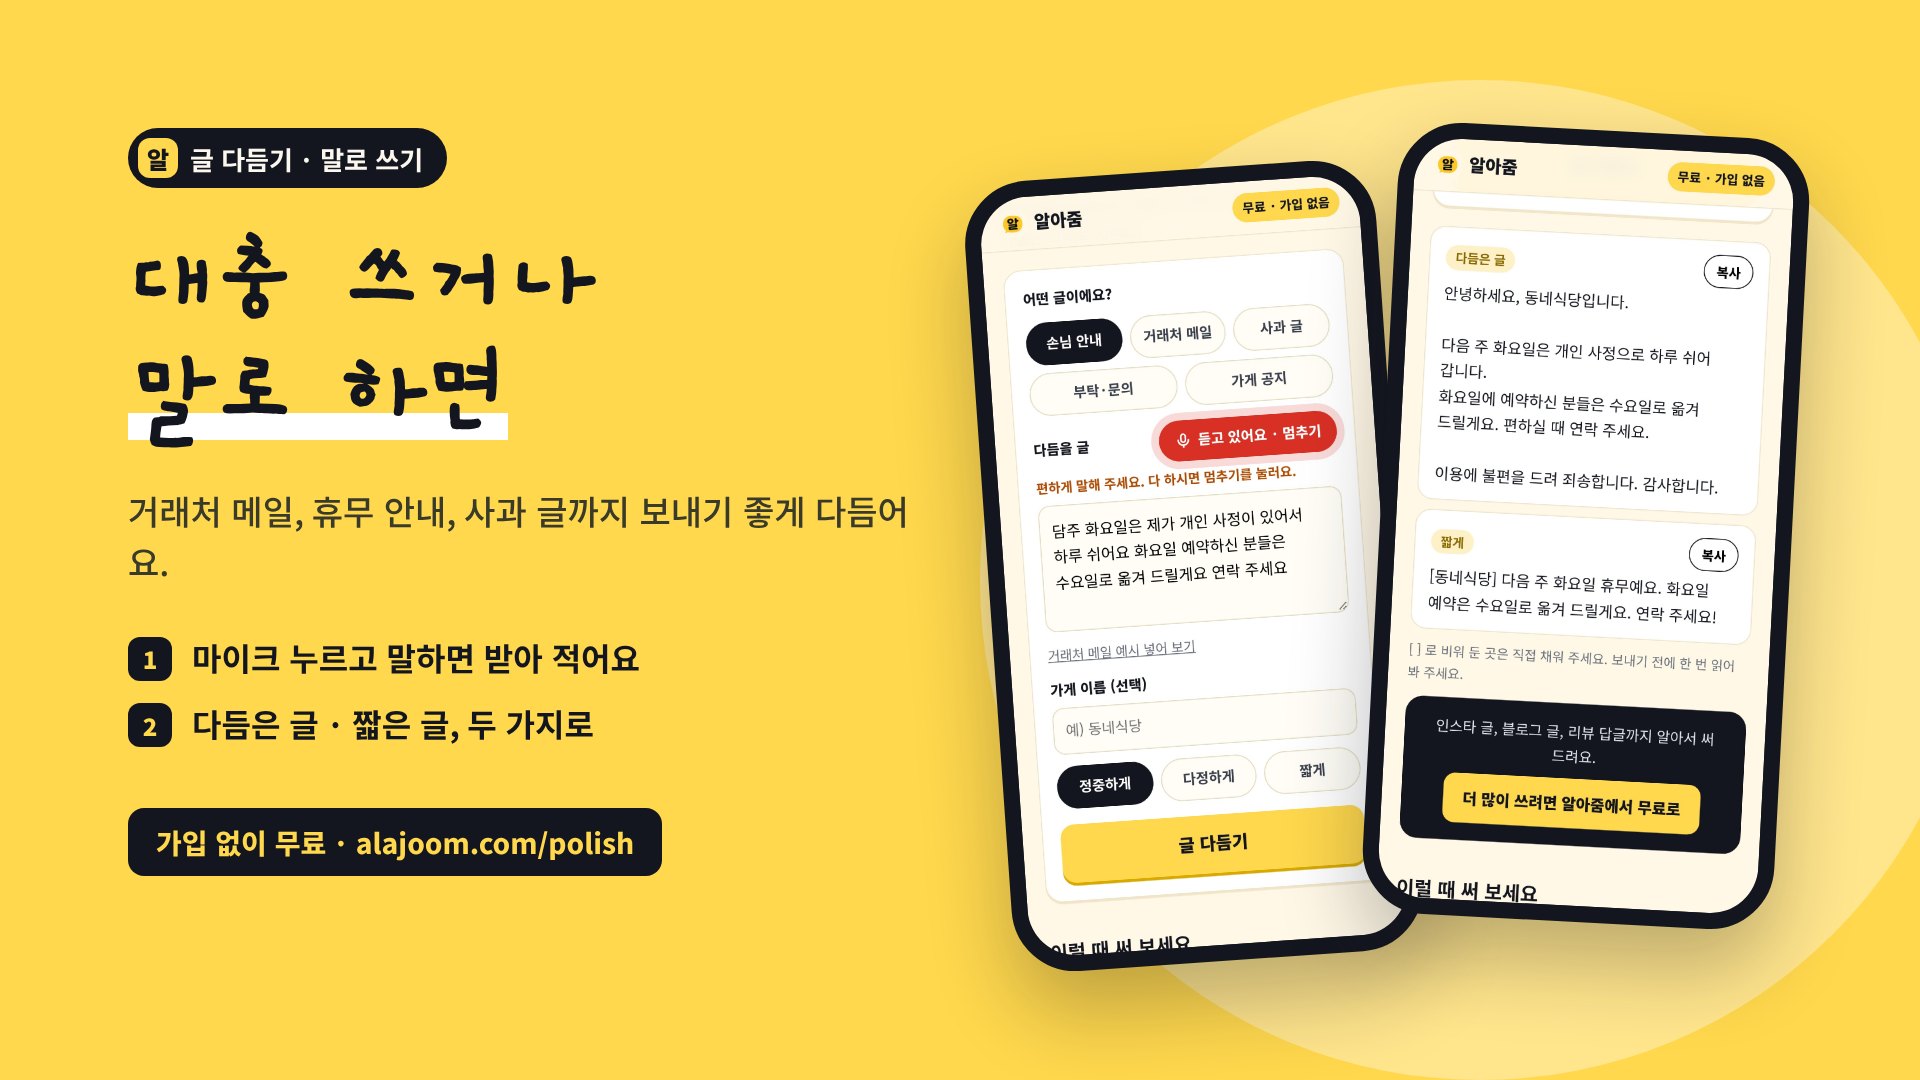 알 글 다듬기 · 말로 쓰기
대충 쓰거나
말로 하면
거래처 메일, 휴무 안내, 사과 글까지 보내기 좋게 다듬어
요.
1 마이크 누르고 말하면 받아 적어요
2 다듬은 글 · 짧은 글, 두 가지로
가입 없이 무료 · alajoom.com/polish
알 알아줌 무료 · 가입 없음
어떤 글이에요?
손님 안내 거래처 메일 사과 글
부탁·문의 가게 공지
다듬을 글 듣고 있어요 · 멈추기
편하게 말해 주세요. 다 하시면 멈추기를 눌러요.
담주 화요일은 제가 개인 사정이 있어서
하루 쉬어요 화요일 예약하신 분들은
수요일로 옮겨 드릴게요 연락 주세요
거래처 메일 예시 넣어 보기
가게 이름 (선택)
예) 동네식당
정중하게 다정하게 짧게
글 다듬기
이럴 때 써 보세요
알 알아줌 무료 · 가입 없음
다듬은 글 복사
안녕하세요, 동네식당입니다.
다음 주 화요일은 개인 사정으로 하루 쉬어
갑니다.
화요일에 예약하신 분들은 수요일로 옮겨
드릴게요. 편하실 때 연락 주세요.
이용에 불편을 드려 죄송합니다. 감사합니다.
짧게 복사
[동네식당] 다음 주 화요일 휴무예요. 화요일
예약은 수요일로 옮겨 드릴게요. 연락 주세요!
[ ] 로 비워 둔 곳은 직접 채워 주세요. 보내기 전에 한 번 읽어
봐 주세요.
인스타 글, 블로그 글, 리뷰 답글까지 알아서 써
드려요.
더 많이 쓰려면 알아줌에서 무료로
이럴 때 써 보세요